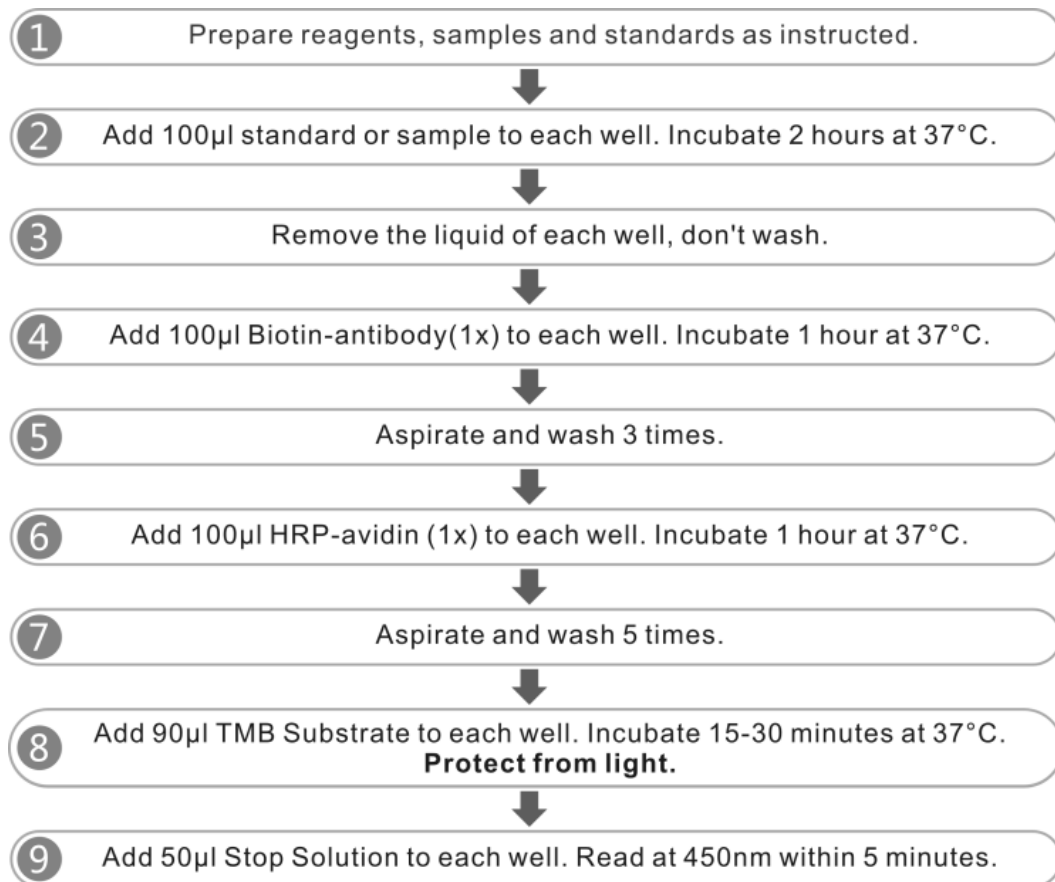 1 Prepare reagents, samples and standards as instructed.
2 Add 100µl standard or sample to each well. Incubate 2 hours at 37°C.
3 Remove the liquid of each well, don't wash.
4 Add 100µl Biotin-antibody(1x) to each well. Incubate 1 hour at 37°C.
5 Aspirate and wash 3 times.
6 Add 100µl HRP-avidin (1x) to each well. Incubate 1 hour at 37°C.
7 Aspirate and wash 5 times.
8 Add 90µl TMB Substrate to each well. Incubate 15-30 minutes at 37°C.
Protect from light.
9 Add 50µl Stop Solution to each well. Read at 450nm within 5 minutes.